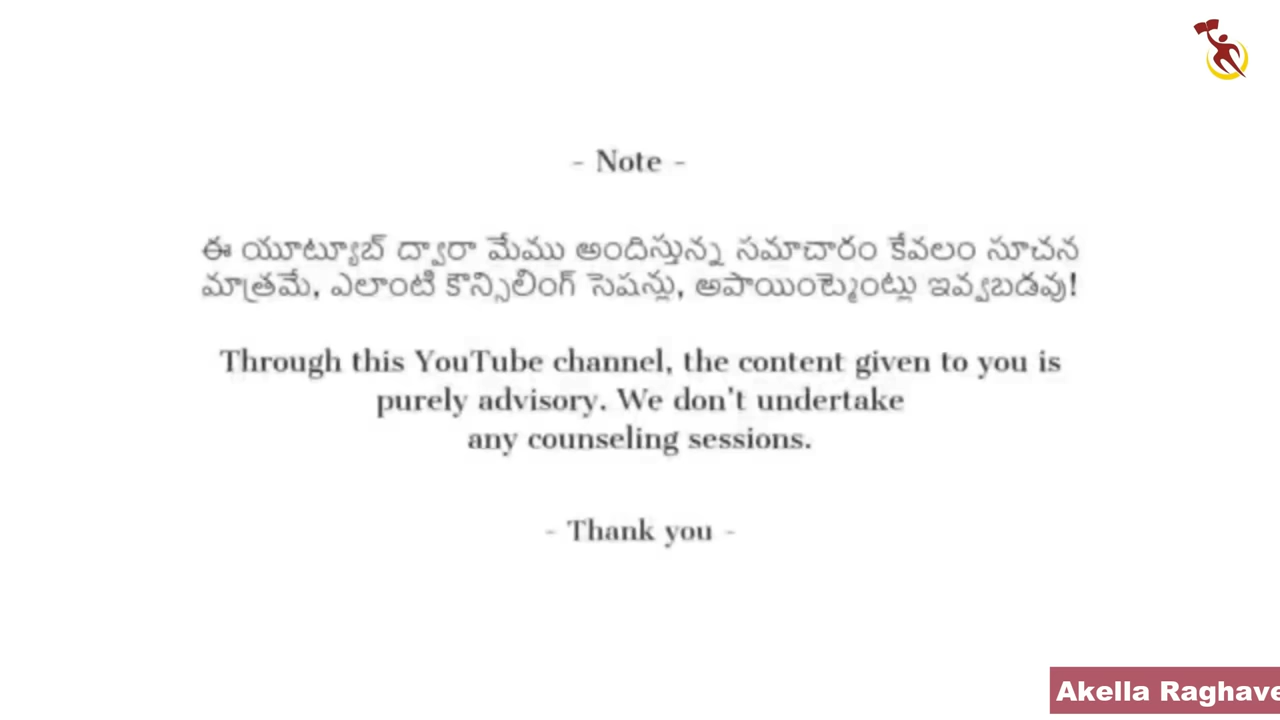 - Note -
ఈ యూట్యూబ్ ద్వారా మేము అందిస్తున్న సమాచారం కేవలం సూచన
మాత్రమే, ఎలాంటి కౌన్సిలింగ్ సెషన్లు, అపాయింట్మెంట్లు ఇవ్వబడవు!
Through this YouTube channel, the content given to you is
purely advisory. We don't undertake
any counseling sessions.
- Thank you -
Akella Raghave